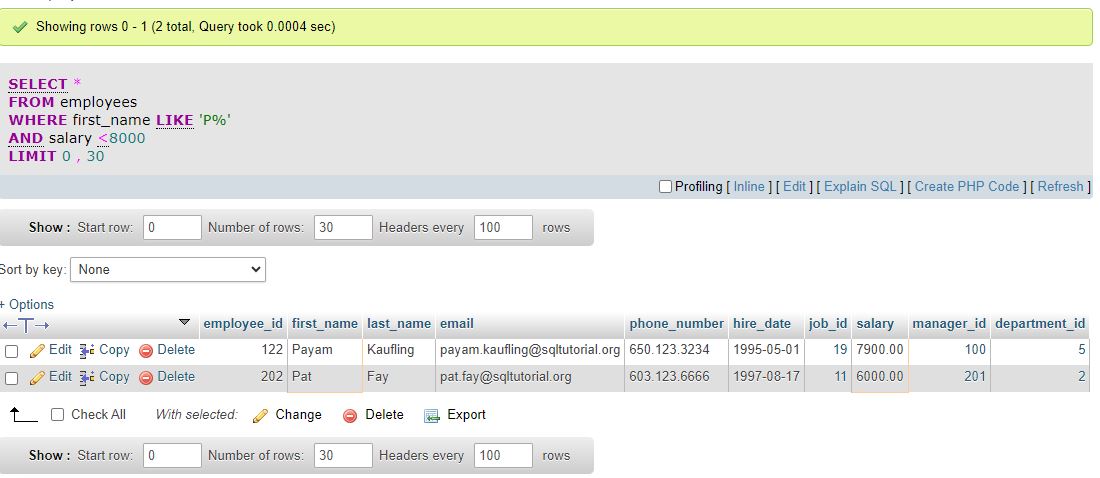 Showing rows 0 - 1 (2 total, Query took 0.0004 sec)
SELECT *
FROM employees
WHERE first_name LIKE 'P%'
AND salary <8000
LIMIT 0 , 30
Profiling [ Inline ] [ Edit ] [ Explain SQL ] [ Create PHP Code ] [ Refresh ]
Show : Start row: 0 Number of rows: 30 Headers every 100 rows
Sort by key: None
+ Options
←T→ employee_id first_name last_name email phone_number hire_date job_id salary manager_id department_id
Edit Copy Delete 122 Payam Kaufling payam.kaufling@sqltutorial.org 650.123.3234 1995-05-01 19 7900.00 100 5
Edit Copy Delete 202 Pat Fay pat.fay@sqltutorial.org 603.123.6666 1997-08-17 11 6000.00 201 2
Check All With selected: Change Delete Export
Show : Start row: 0 Number of rows: 30 Headers every 100 rows